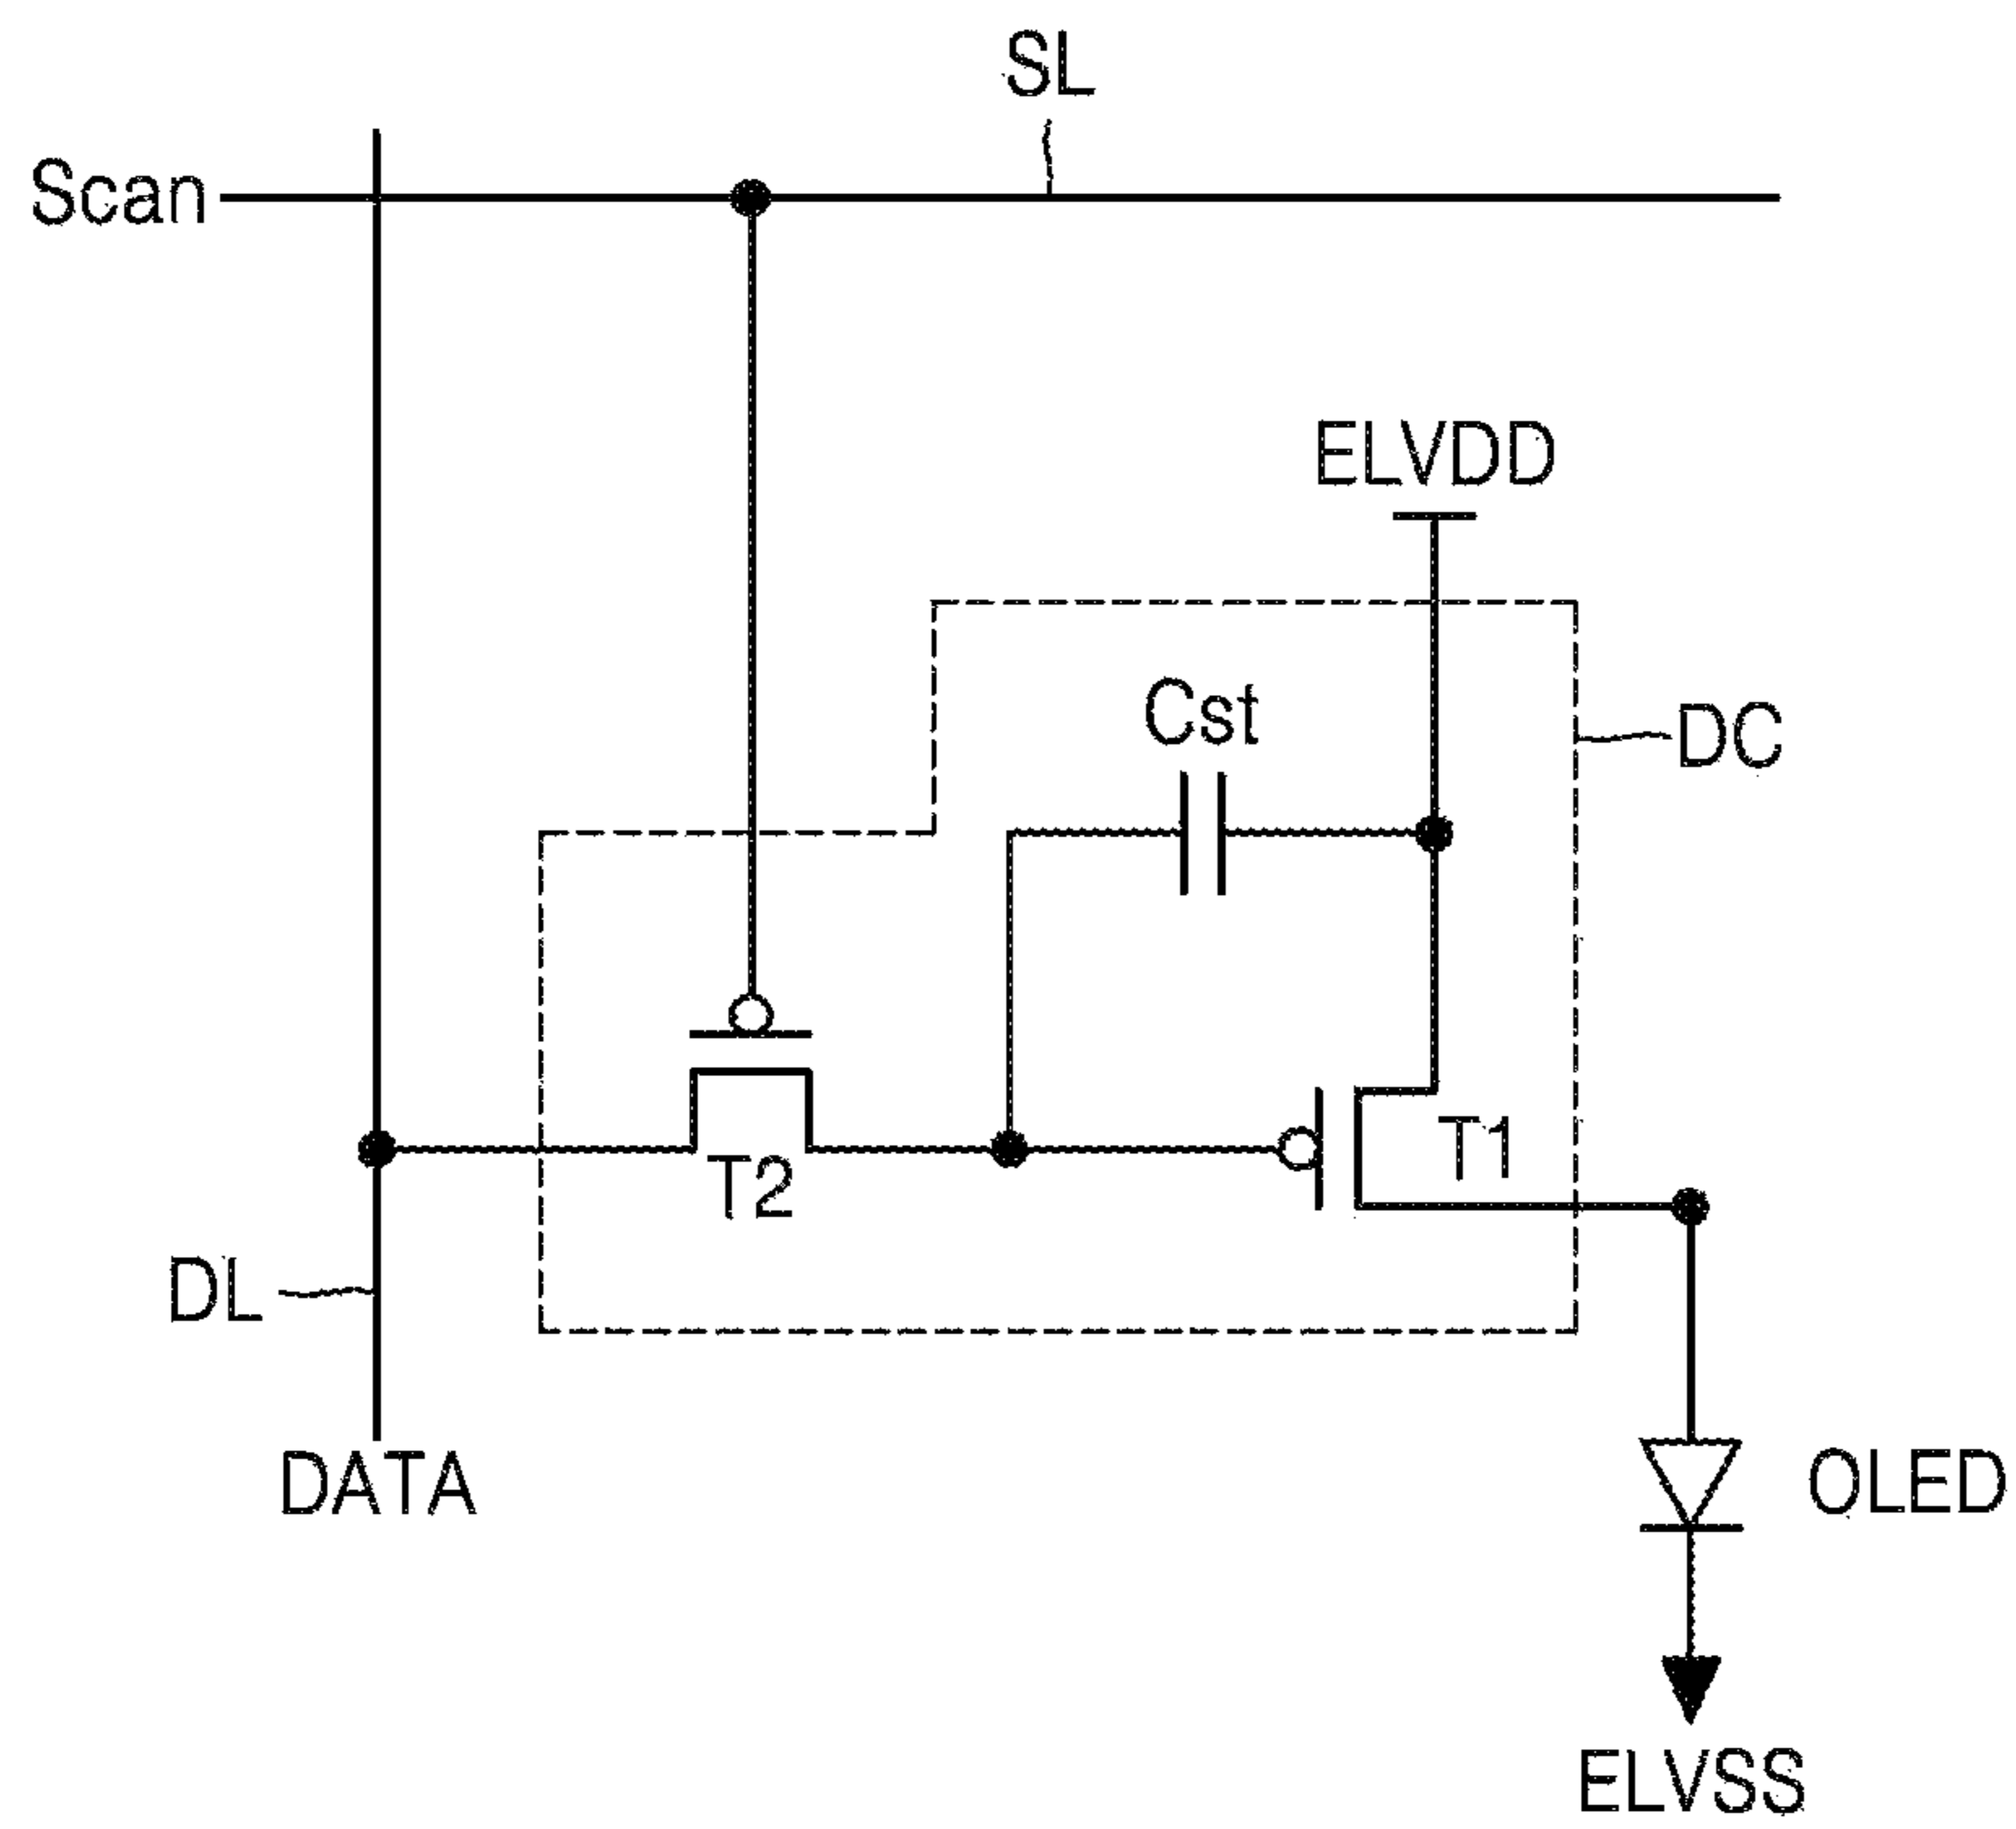 SL
Scan
ELVDD
Cst
DC
T1
T2
DL
DATA
OLED
ELVSS